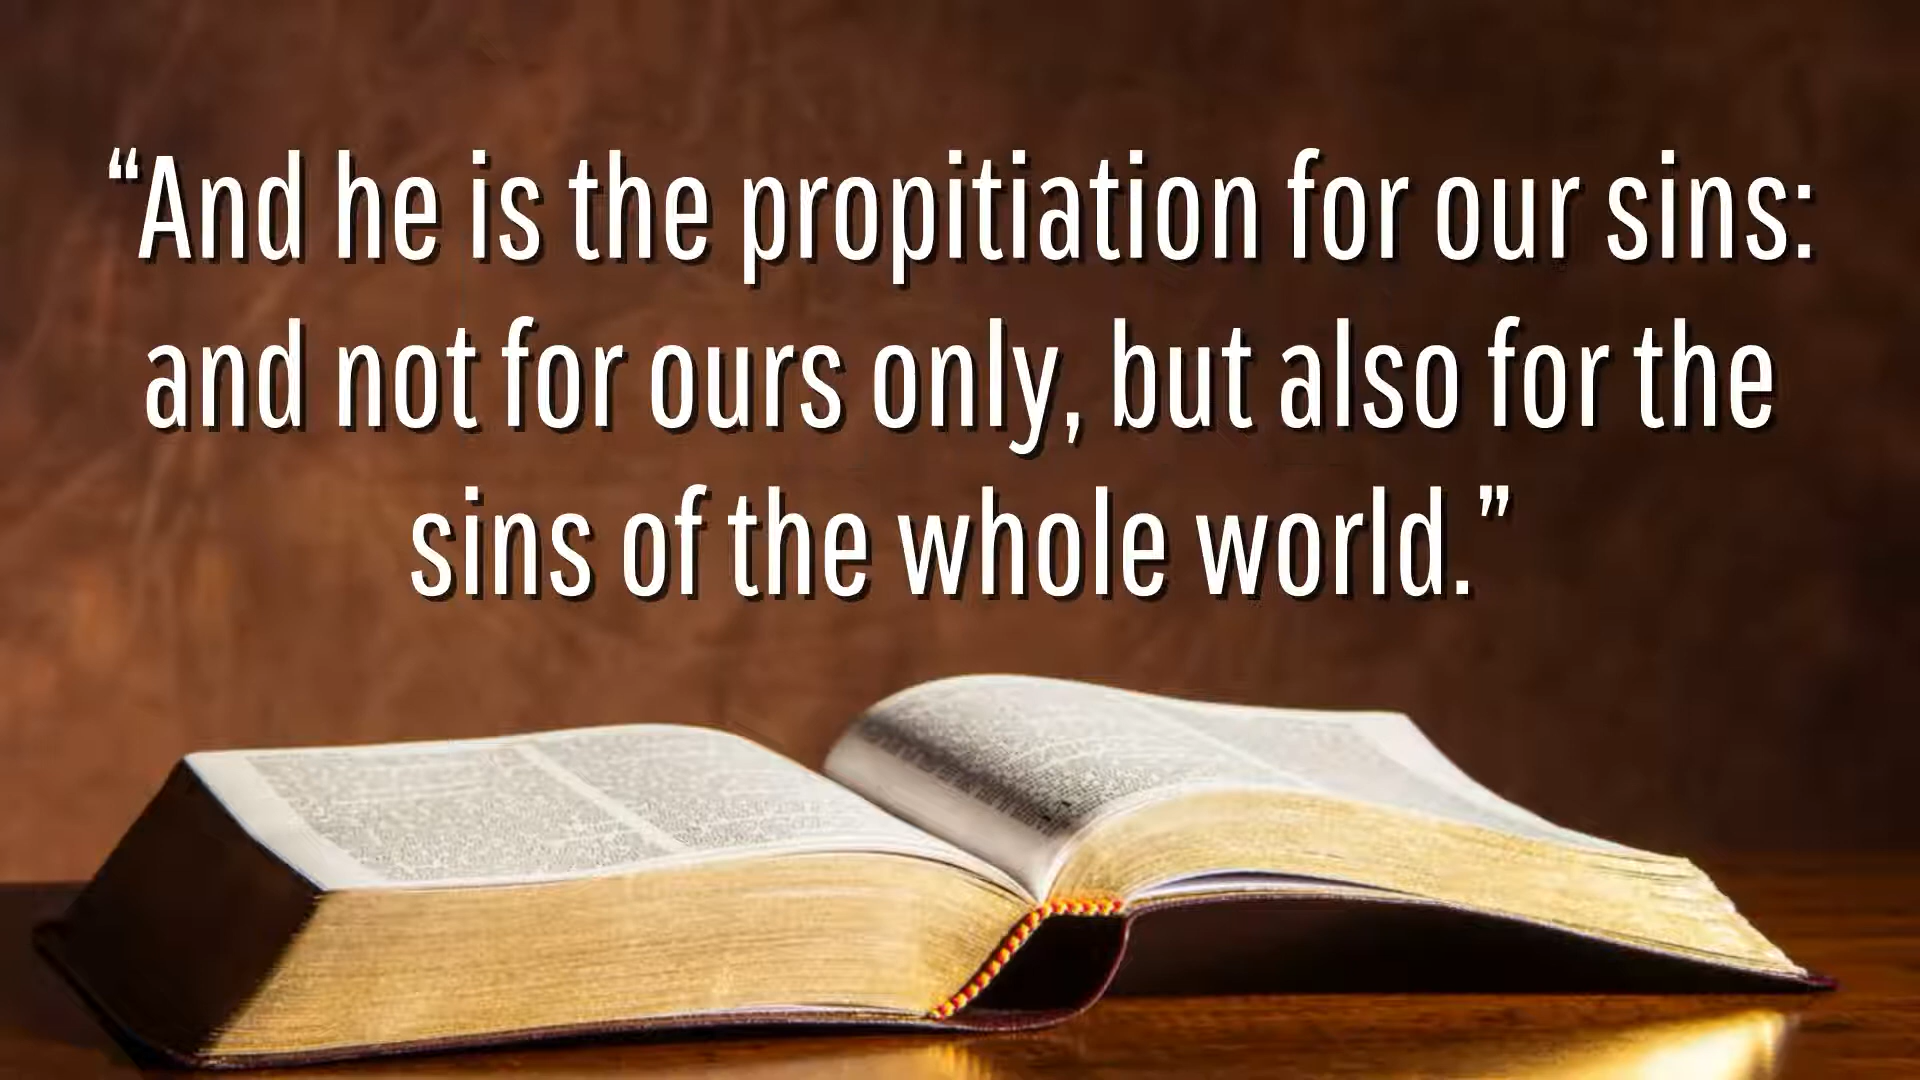 “And he is the propitiation for our sins:
and not for ours only, but also for the
sins of the whole world.”